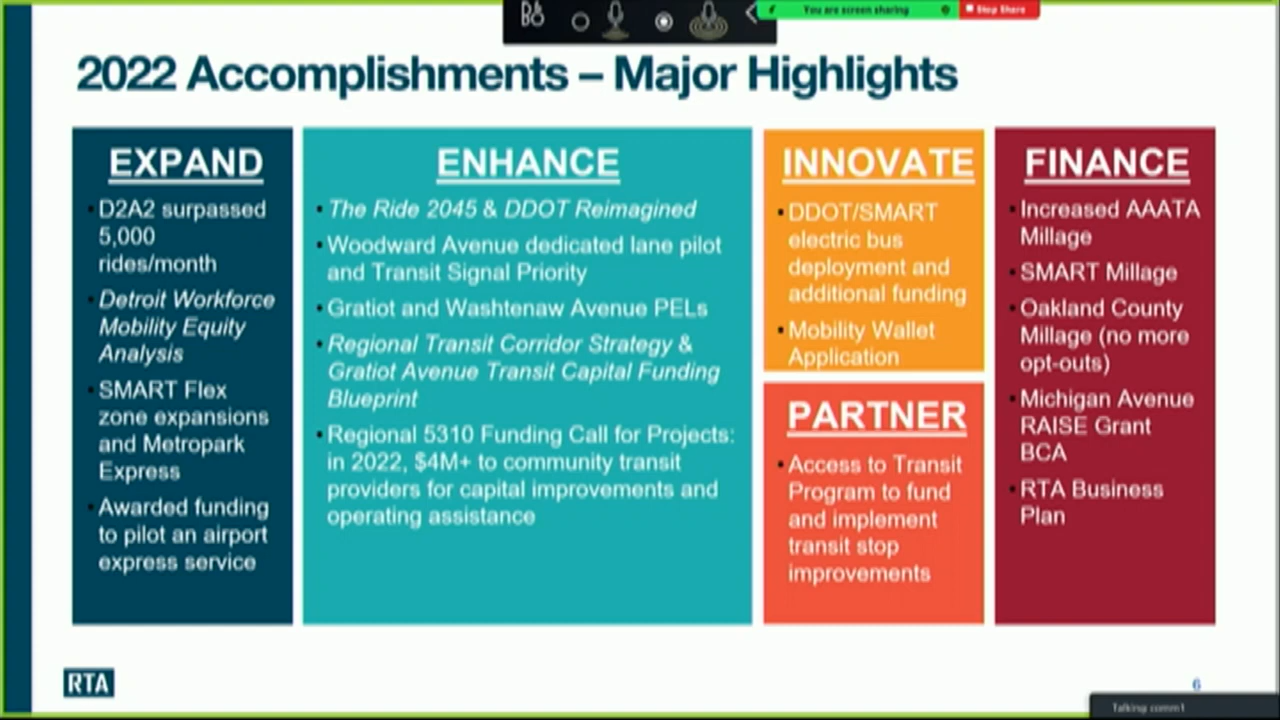 You are screen sharing
Stop Share
2022 Accomplishments – Major Highlights
EXPAND
D2A2 surpassed
5,000
rides/month
Detroit Workforce
Mobility Equity
Analysis
SMART Flex
zone expansions
and Metropark
Express
Awarded funding
to pilot an airport
express service
ENHANCE
The Ride 2045 & DDOT Reimagined
Woodward Avenue dedicated lane pilot
and Transit Signal Priority
Gratiot and Washtenaw Avenue PELs
Regional Transit Corridor Strategy &
Gratiot Avenue Transit Capital Funding
Blueprint
Regional 5310 Funding Call for Projects:
in 2022, $4M+ to community transit
providers for capital improvements and
operating assistance
INNOVATE
DDOT/SMART
electric bus
deployment and
additional funding
Mobility Wallet
Application
PARTNER
Access to Transit
Program to fund
and implement
transit stop
improvements
FINANCE
Increased AAATA
Millage
SMART Millage
Oakland County
Millage (no more
opt-outs)
Michigan Avenue
RAISE Grant
BCA
RTA Business
Plan
RTA
6
Talking: comm1